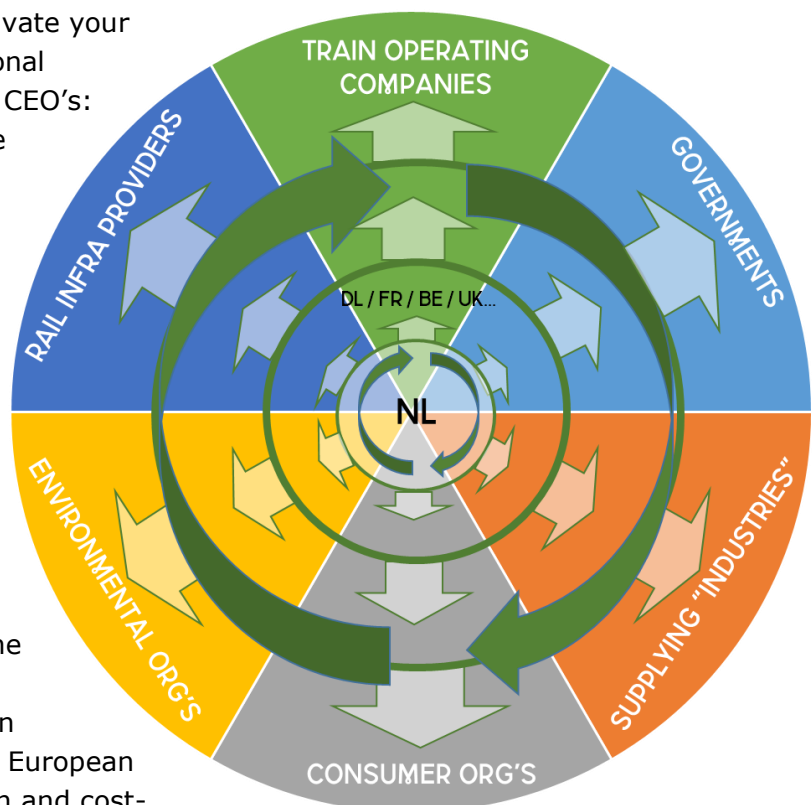 vate your
onal
CEO’s:
e
TRAIN OPERATING
COMPANIES
RAIL INFRA PROVIDERS
GOVERNMENTS
DL / FR / BE / UK...
NL
ENVIRONMENTAL ORG'S
SUPPLYING "INDUSTRIES"
CONSUMER ORG'S
ne
n
European
n and cost-